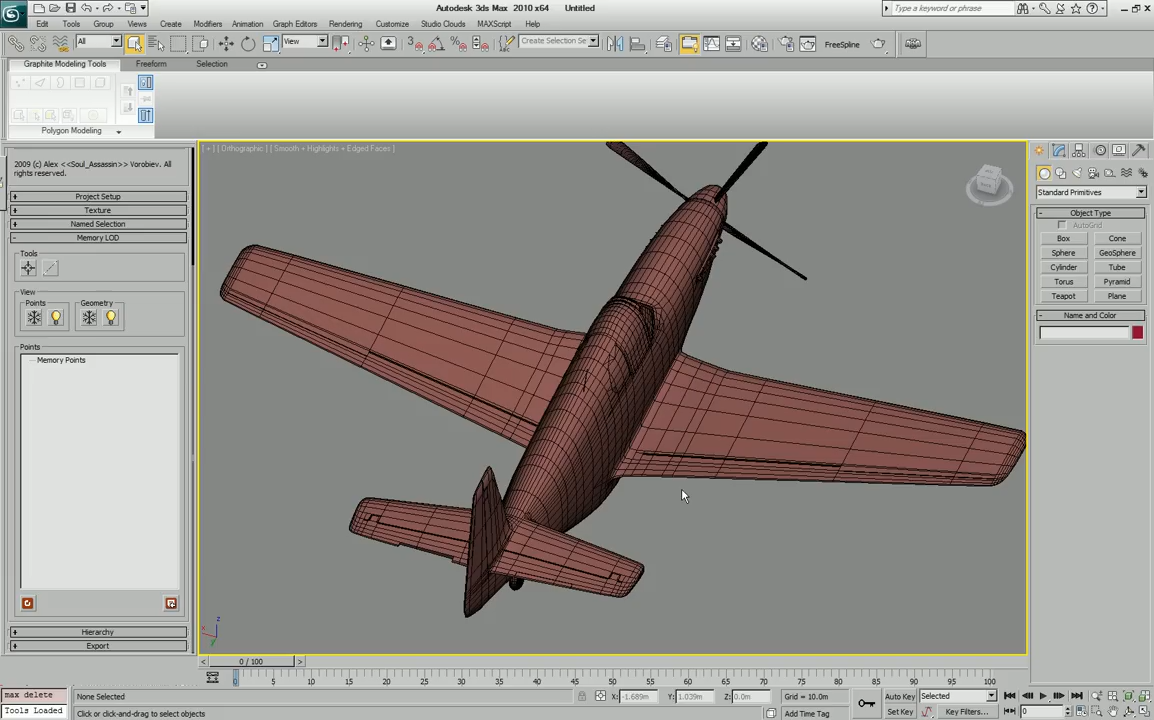 Autodesk 3ds Max 2010 x64 Untitled
Type a keyword or phrase
Edit Tools Group Views Create Modifiers Animation Graph Editors Rendering Customize Studio Clouds MAXScript Help
All View Create Selection Se FreeSpline
Graphite Modeling Tools Freeform Selection
Polygon Modeling
2009 (c) Alex <<Soul_Assassin>> Vorobiev. All
rights reserved.
+ Project Setup
+ Texture
+ Named Selection
- Memory LOD
Tools
View
Points Geometry
Points
Memory Points
+ Hierarchy
+ Export
[ + ] [ Orthographic ] [ Smooth + Highlights + Edged Faces ]
z
x
y
Standard Primitives
- Object Type
AutoGrid
Box Cone
Sphere GeoSphere
Cylinder Tube
Torus Pyramid
Teapot Plane
- Name and Color
< 0 / 100 >
0 5 10 15 20 25 30 35 40 45 50 55 60 65 70 75 80 85 90 95 100
max delete
Tools Loaded
None Selected
Click or click-and-drag to select objects
X: -1.689m Y: 1.039m Z: 0.0m Grid = 10.0m
Add Time Tag
Auto Key Selected
Set Key Key Filters... 0